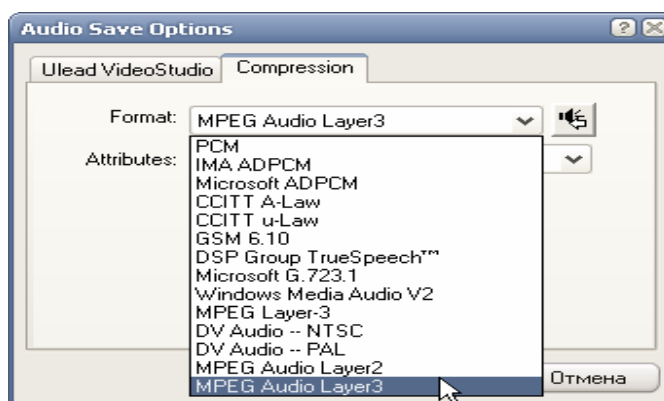 Audio Save Options
Ulead VideoStudio
Compression
Format:
MPEG Audio Layer3
Attributes:
PCM
IMA ADPCM
Microsoft ADPCM
CCITT A-Law
CCITT u-Law
GSM 6.10
DSP Group TrueSpeech™
Microsoft G.723.1
Windows Media Audio V2
MPEG Layer-3
DV Audio -- NTSC
DV Audio -- PAL
MPEG Audio Layer2
MPEG Audio Layer3
Отмена